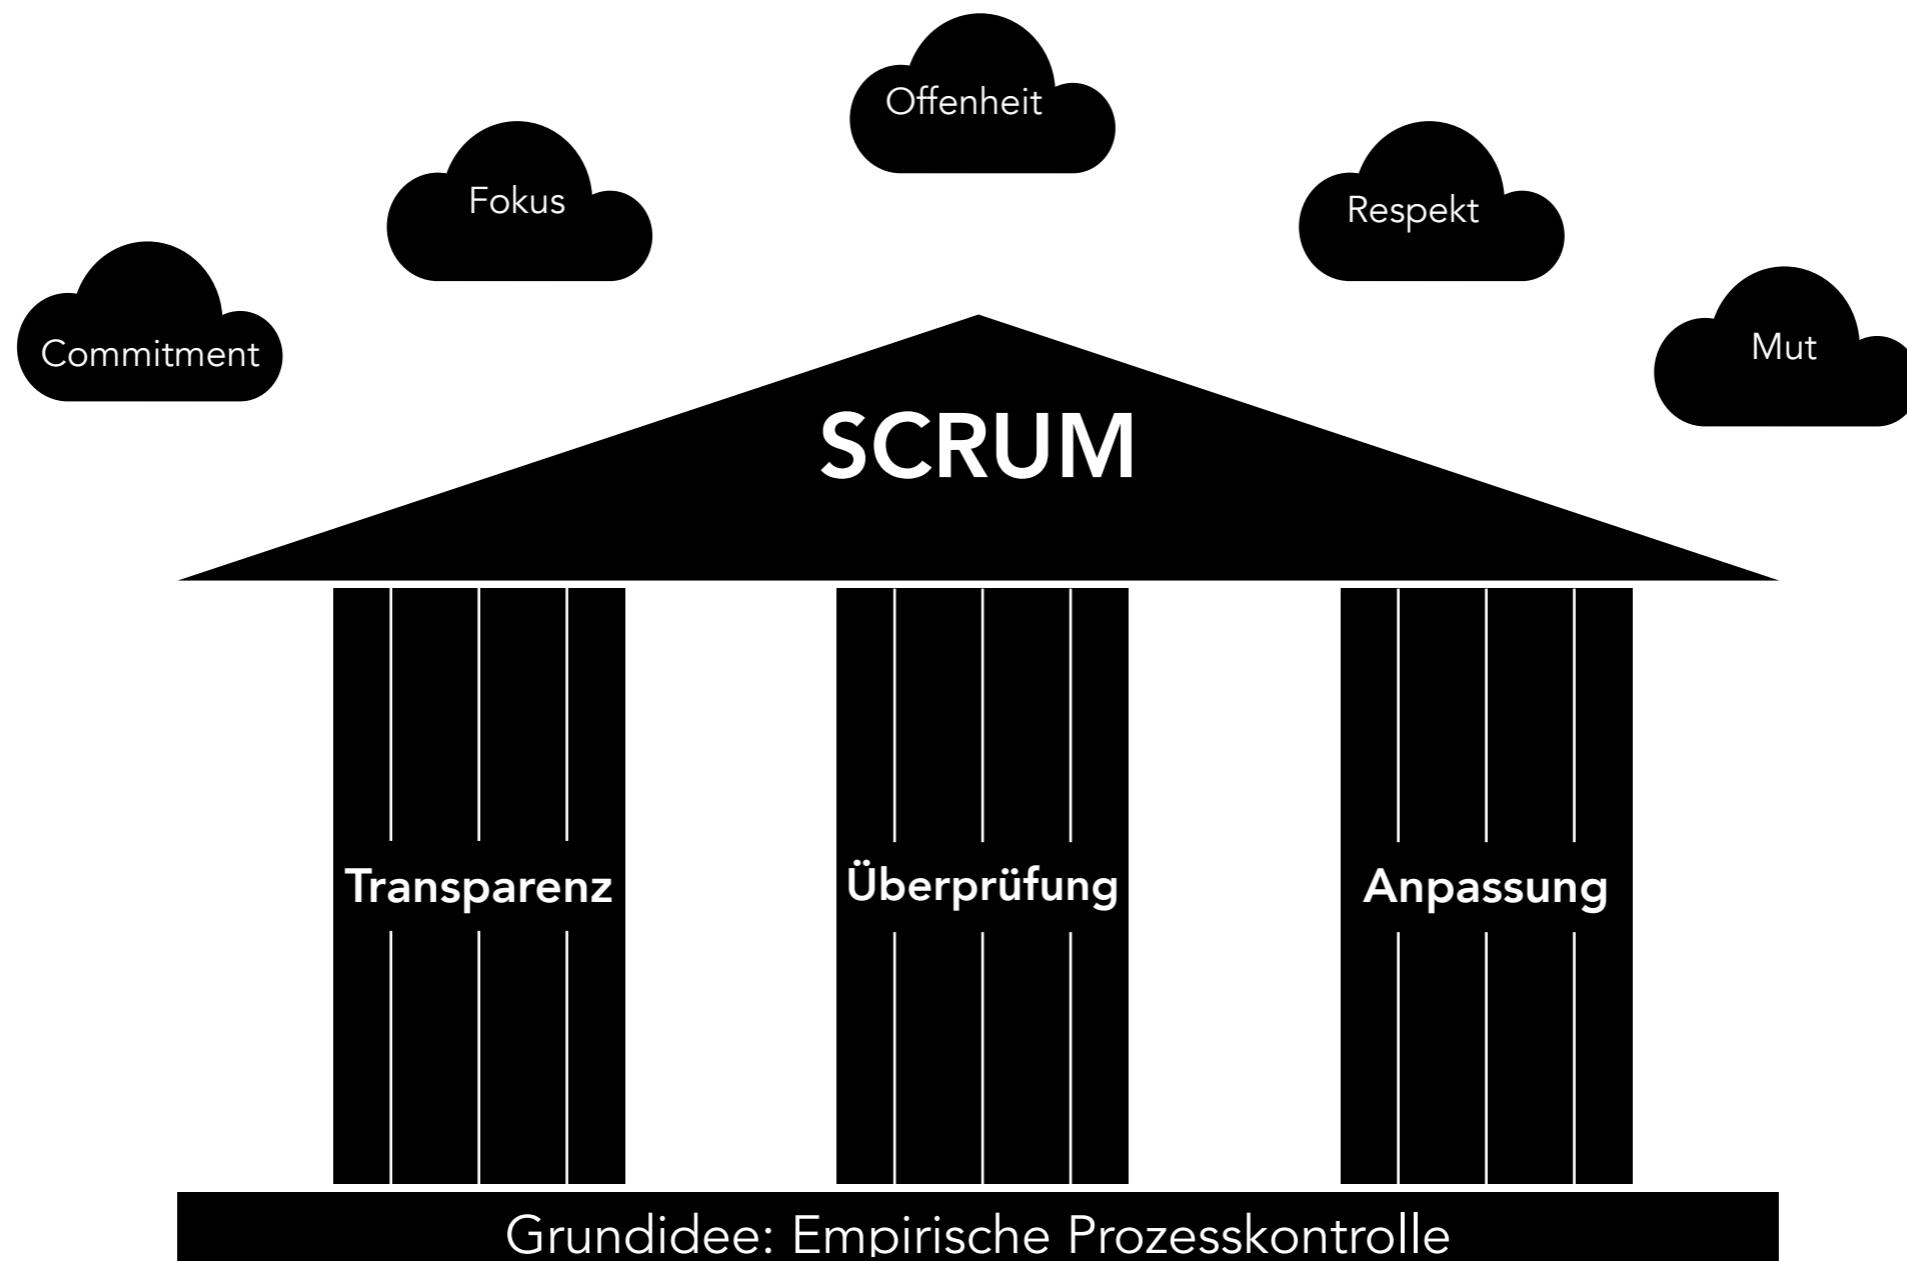 Offenheit
Fokus
Respekt
Commitment
Mut
SCRUM
Transparenz
Überprüfung
Anpassung
Grundidee: Empirische Prozesskontrolle